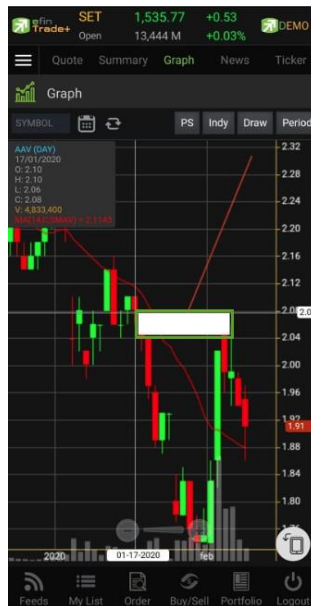 efin Trade+ SET 1,535.77 +0.53 DEMO
Open 13,444 M +0.03%
Quote Summary Graph News Ticker
Graph
SYMBOL PS Indy Draw Period
AAV (DAY)
17/01/2020
O: 2.10
H: 2.10
L: 2.06
C: 2.08
V: 4,833,400
2.32
2.28
2.24
2.20
2.16
2.12
2.04
2.00
1.96
1.92
1.91
1.88
1.84
1.80
2020 01-17-2020 feb
Feeds My List Order Buy/Sell Portfolio Logout